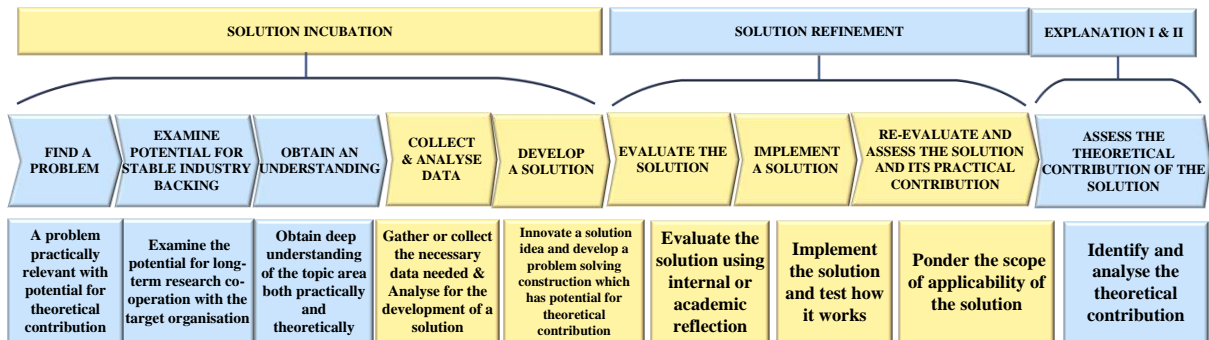 SOLUTION INCUBATION
SOLUTION REFINEMENT
EXPLANATION I & II
FIND A
PROBLEM
EXAMINE
POTENTIAL FOR
STABLE INDUSTRY
BACKING
OBTAIN AN
UNDERSTANDING
COLLECT
& ANALYSE
DATA
DEVELOP
A SOLUTION
EVALUATE THE
SOLUTION
IMPLEMENT
A SOLUTION
RE-EVALUATE AND
ASSESS THE SOLUTION
AND ITS PRACTICAL
CONTRIBUTION
ASSESS THE
THEORETICAL
CONTRIBUTION OF THE
SOLUTION
A problem
practically
relevant with
potential for
theoretical
contribution
Examine the
potential for long-
term research co-
operation with the
target organisation
Obtain deep
understanding
of the topic area
both practically
and
theoretically
Gather or collect
the necessary
data needed &
Analyse for the
development of a
solution
Innovate a solution
idea and develop a
problem solving
construction which
has potential for
theoretical
contribution
Evaluate the
solution using
internal or
academic
reflection
Implement
the solution
and test how
it works
Ponder the scope
of applicability of
the solution
Identify and
analyse the
theoretical
contribution